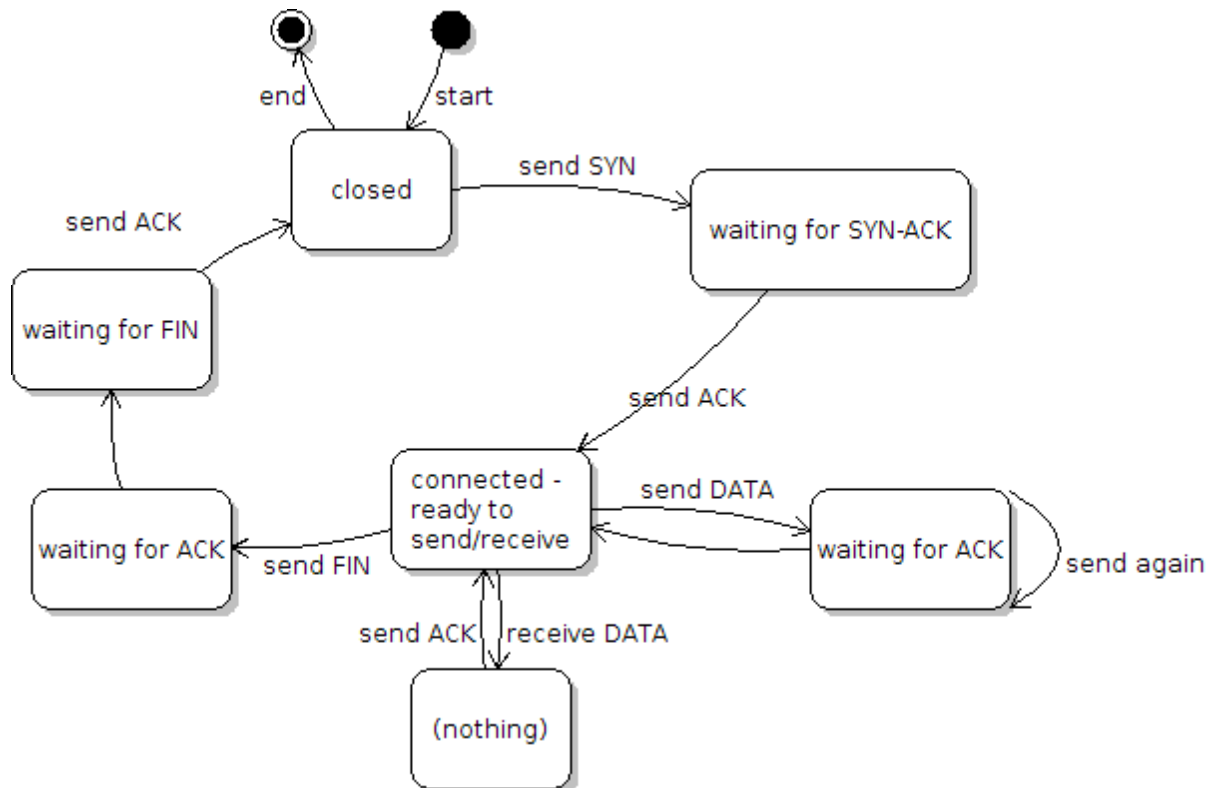 end
start
closed
send SYN
waiting for SYN-ACK
send ACK
waiting for FIN
send ACK
connected -
ready to
send/receive
send DATA
waiting for ACK
send again
waiting for ACK
send FIN
send ACK
receive DATA
(nothing)